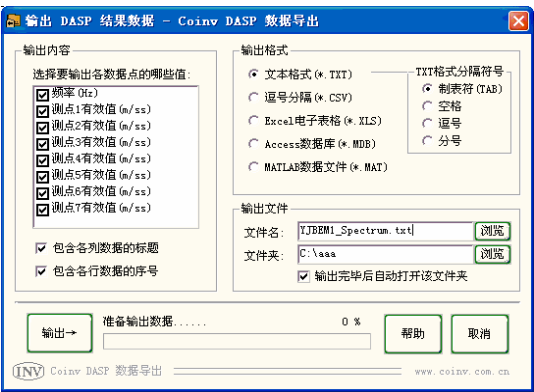 输出 DASP 结果数据 - Coinv DASP 数据导出
输出内容
选择要输出各数据点的哪些值:
频率(Hz)
测点1有效值(m/ss)
测点2有效值(m/ss)
测点3有效值(m/ss)
测点4有效值(m/ss)
测点5有效值(m/ss)
测点6有效值(m/ss)
测点7有效值(m/ss)
包含各列数据的标题
包含各行数据的序号
输出格式
文本格式(*.TXT)
逗号分隔(*.CSV)
Excel电子表格(*.XLS)
Access数据库(*.MDB)
MATLAB数据文件(*.MAT)
TXT格式分隔符号
制表符(TAB)
空格
逗号
分号
输出文件
文件名: YJBEM1_Spectrum.txt 浏览
文件夹: C:\aaa 浏览
输出完毕后自动打开该文件夹
输出→
准备输出数据...... 0 %
帮助
取消
INV Coinv DASP 数据导出 www.coinv.com.cn